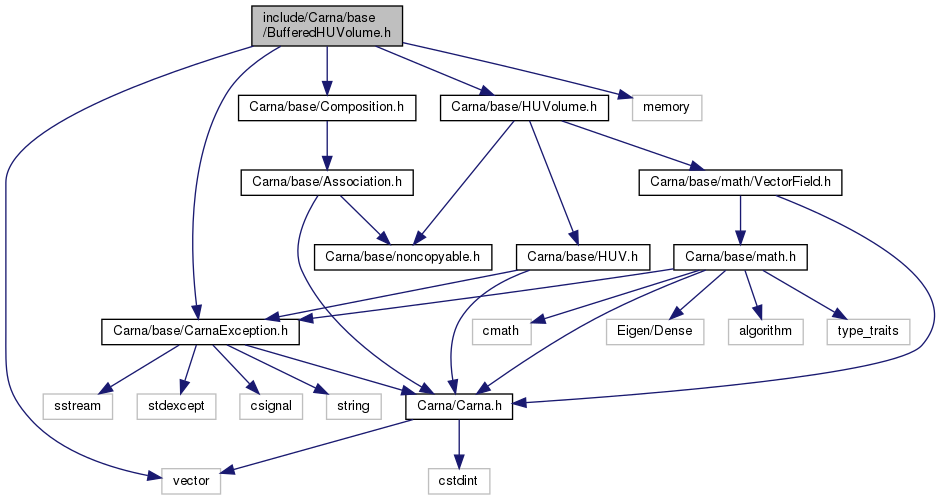 include/Carna/base
/BufferedHUVolume.h
Carna/base/Composition.h
Carna/base/HUVolume.h
memory
Carna/base/Association.h
Carna/base/math/VectorField.h
Carna/base/noncopyable.h
Carna/base/HUV.h
Carna/base/math.h
Carna/base/CarnaException.h
cmath
Eigen/Dense
algorithm
type_traits
sstream
stdexcept
csignal
string
Carna/Carna.h
vector
cstdint